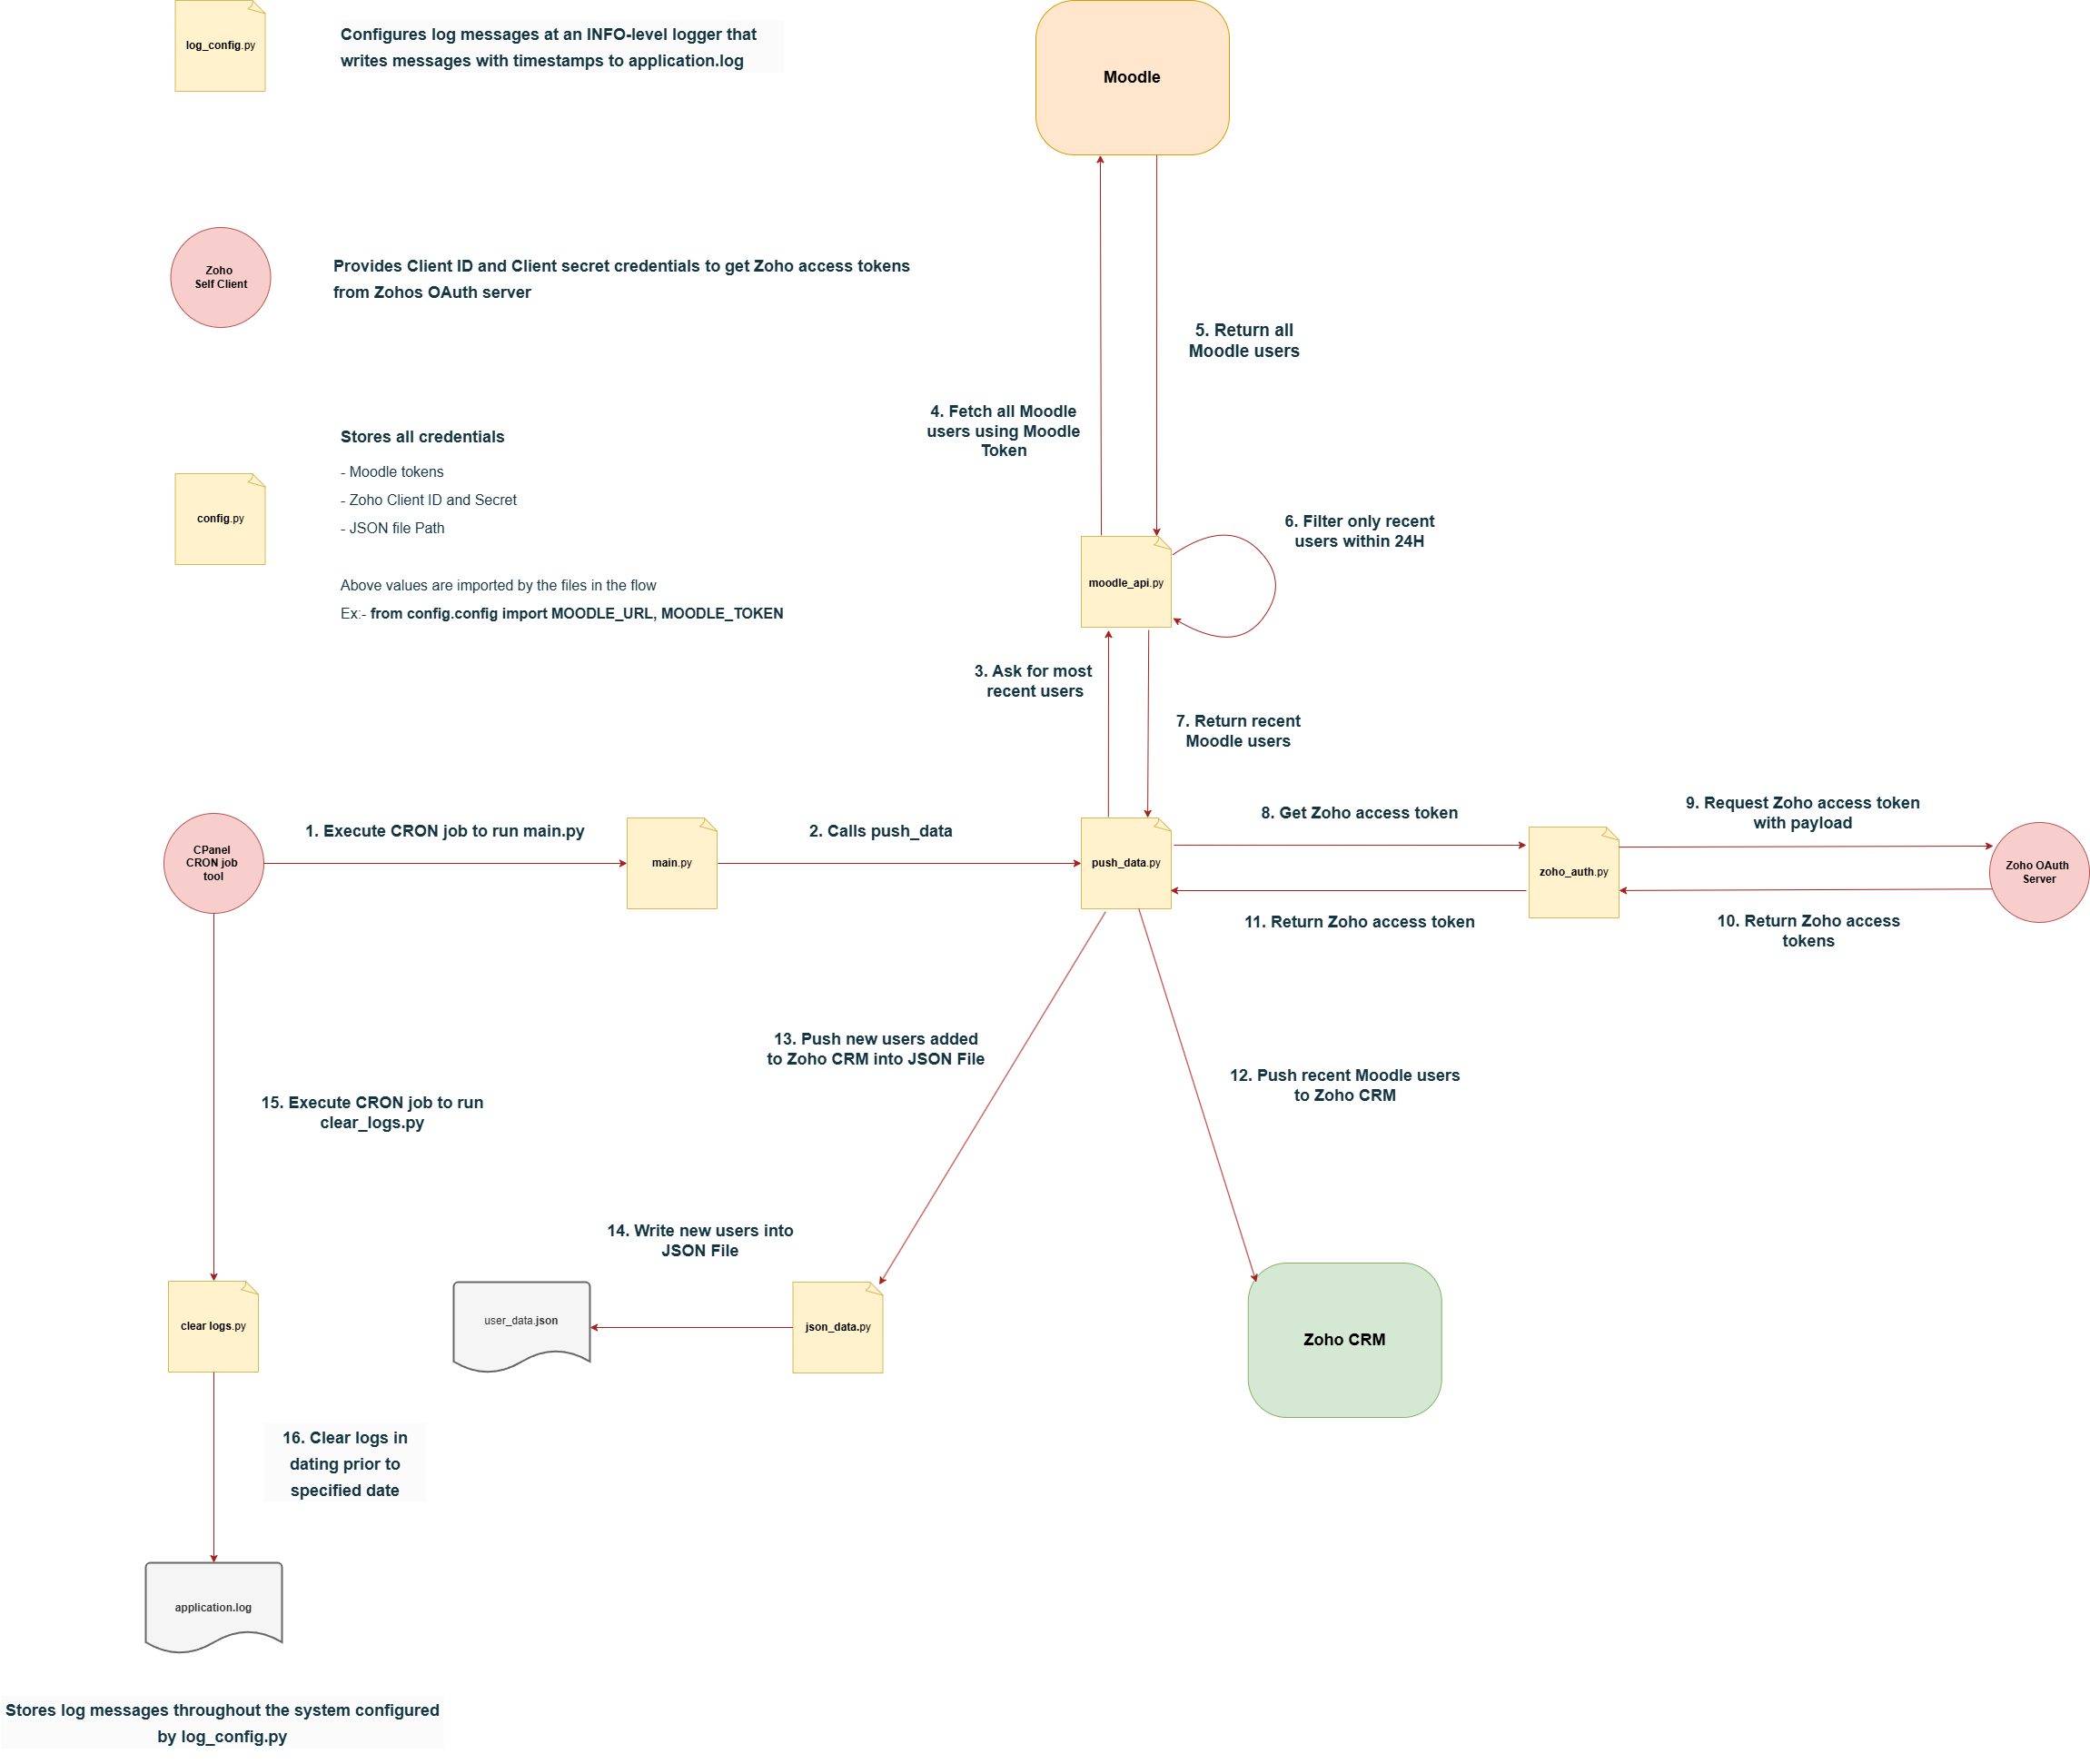 log_config.py
Configures log messages at an INFO-level logger that
writes messages with timestamps to application.log
Moodle
Zoho
Self Client
Provides Client ID and Client secret credentials to get Zoho access tokens
from Zohos OAuth server
5. Return all
Moodle users
4. Fetch all Moodle
users using Moodle
Token
Stores all credentials
- Moodle tokens
- Zoho Client ID and Secret
- JSON file Path
config.py
Above values are imported by the files in the flow
Ex:- from config.config import MOODLE_URL, MOODLE_TOKEN
6. Filter only recent
users within 24H
moodle_api.py
3. Ask for most
recent users
7. Return recent
Moodle users
CPanel
CRON job
tool
1. Execute CRON job to run main.py
main.py
2. Calls push_data
push_data.py
8. Get Zoho access token
zoho_auth.py
9. Request Zoho access token
with payload
Zoho OAuth
Server
11. Return Zoho access token
10. Return Zoho access
tokens
13. Push new users added
to Zoho CRM into JSON File
12. Push recent Moodle users
to Zoho CRM
15. Execute CRON job to run
clear_logs.py
14. Write new users into
JSON File
clear logs.py
user_data.json
json_data.py
Zoho CRM
16. Clear logs in
dating prior to
specified date
application.log
Stores log messages throughout the system configured
by log_config.py